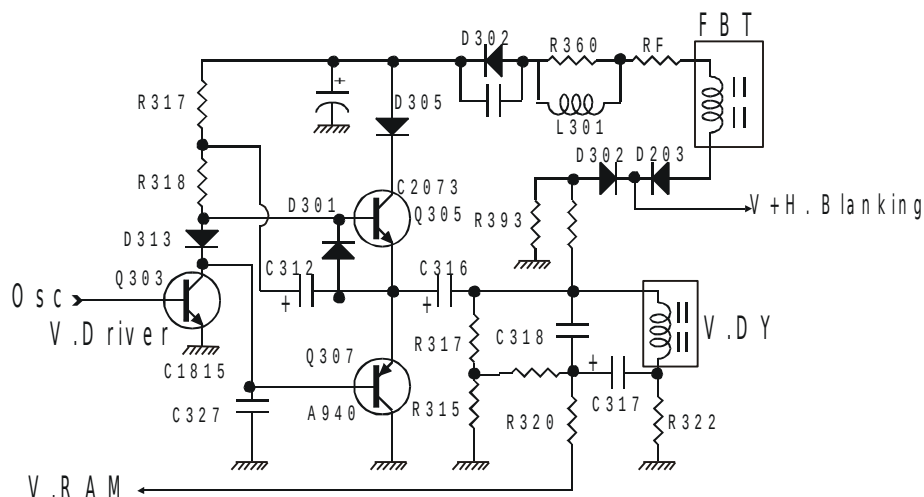 FBT
D302
R360
RF
R317
+
D305
L301
D302
D203
R318
C2073
V+H.Blanking
D301
Q305
R393
D313
Q303
C312
C316
Osc
+
+
V.Driver
V.DY
C318
R317
Q307
+
C1815
C327
A940
R315
R320
C317
R322
V.RAM